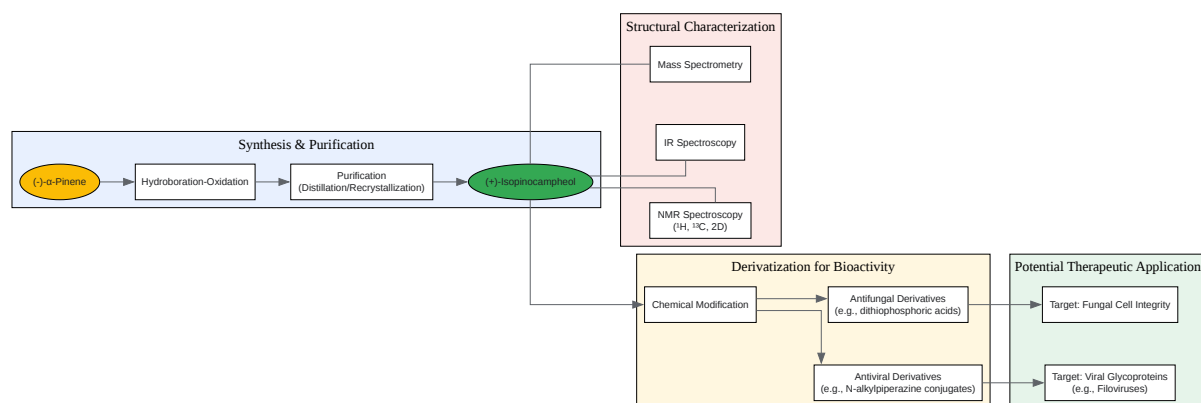 Structural Characterization
Mass Spectrometry
IR Spectroscopy
NMR Spectroscopy
(¹H, ¹³C, 2D)
Synthesis & Purification
(-)-α-Pinene
Hydroboration-Oxidation
Purification
(Distillation/Recrystallization)
(+)-Isopinocampheol
Derivatization for Bioactivity
Chemical Modification
Antifungal Derivatives
(e.g., dithiophosphoric acids)
Antiviral Derivatives
(e.g., N-alkylpiperazine conjugates)
Potential Therapeutic Application
Target: Fungal Cell Integrity
Target: Viral Glycoproteins
(e.g., Filoviruses)